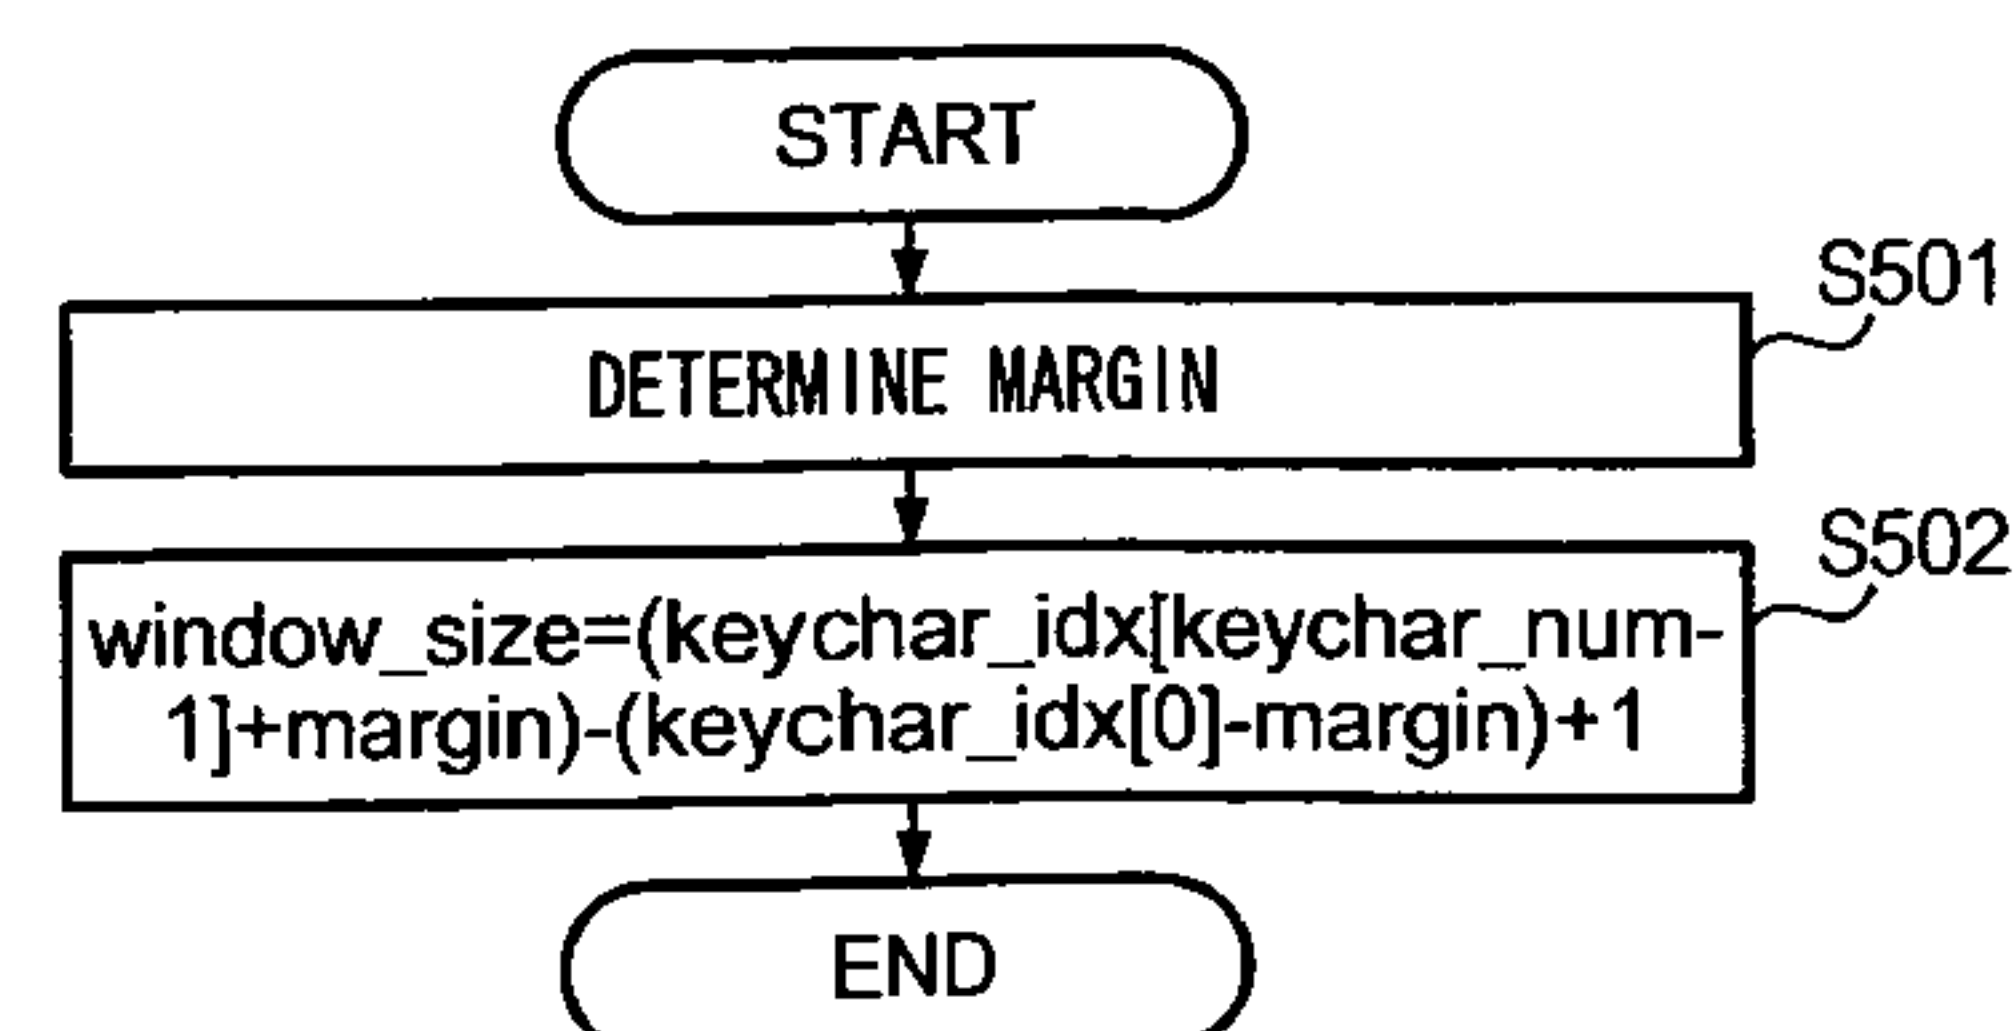 START
S501
DETERMINE MARGIN
S502
window_size=(keychar_idx[keychar_num-
1]+margin)-(keychar_idx[0]-margin)+1
END